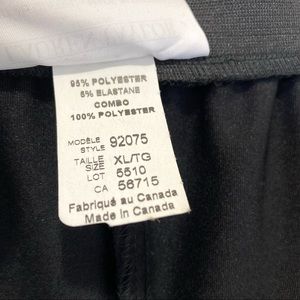 95% POLYESTER
5% ELASTANE
COMBO
100% POLYESTER
MODÈLE
STYLE 92075
TAILLE
SIZE XL/TG
LOT 5510
CA 56715
Fabriqué au Canada
Made in Canada